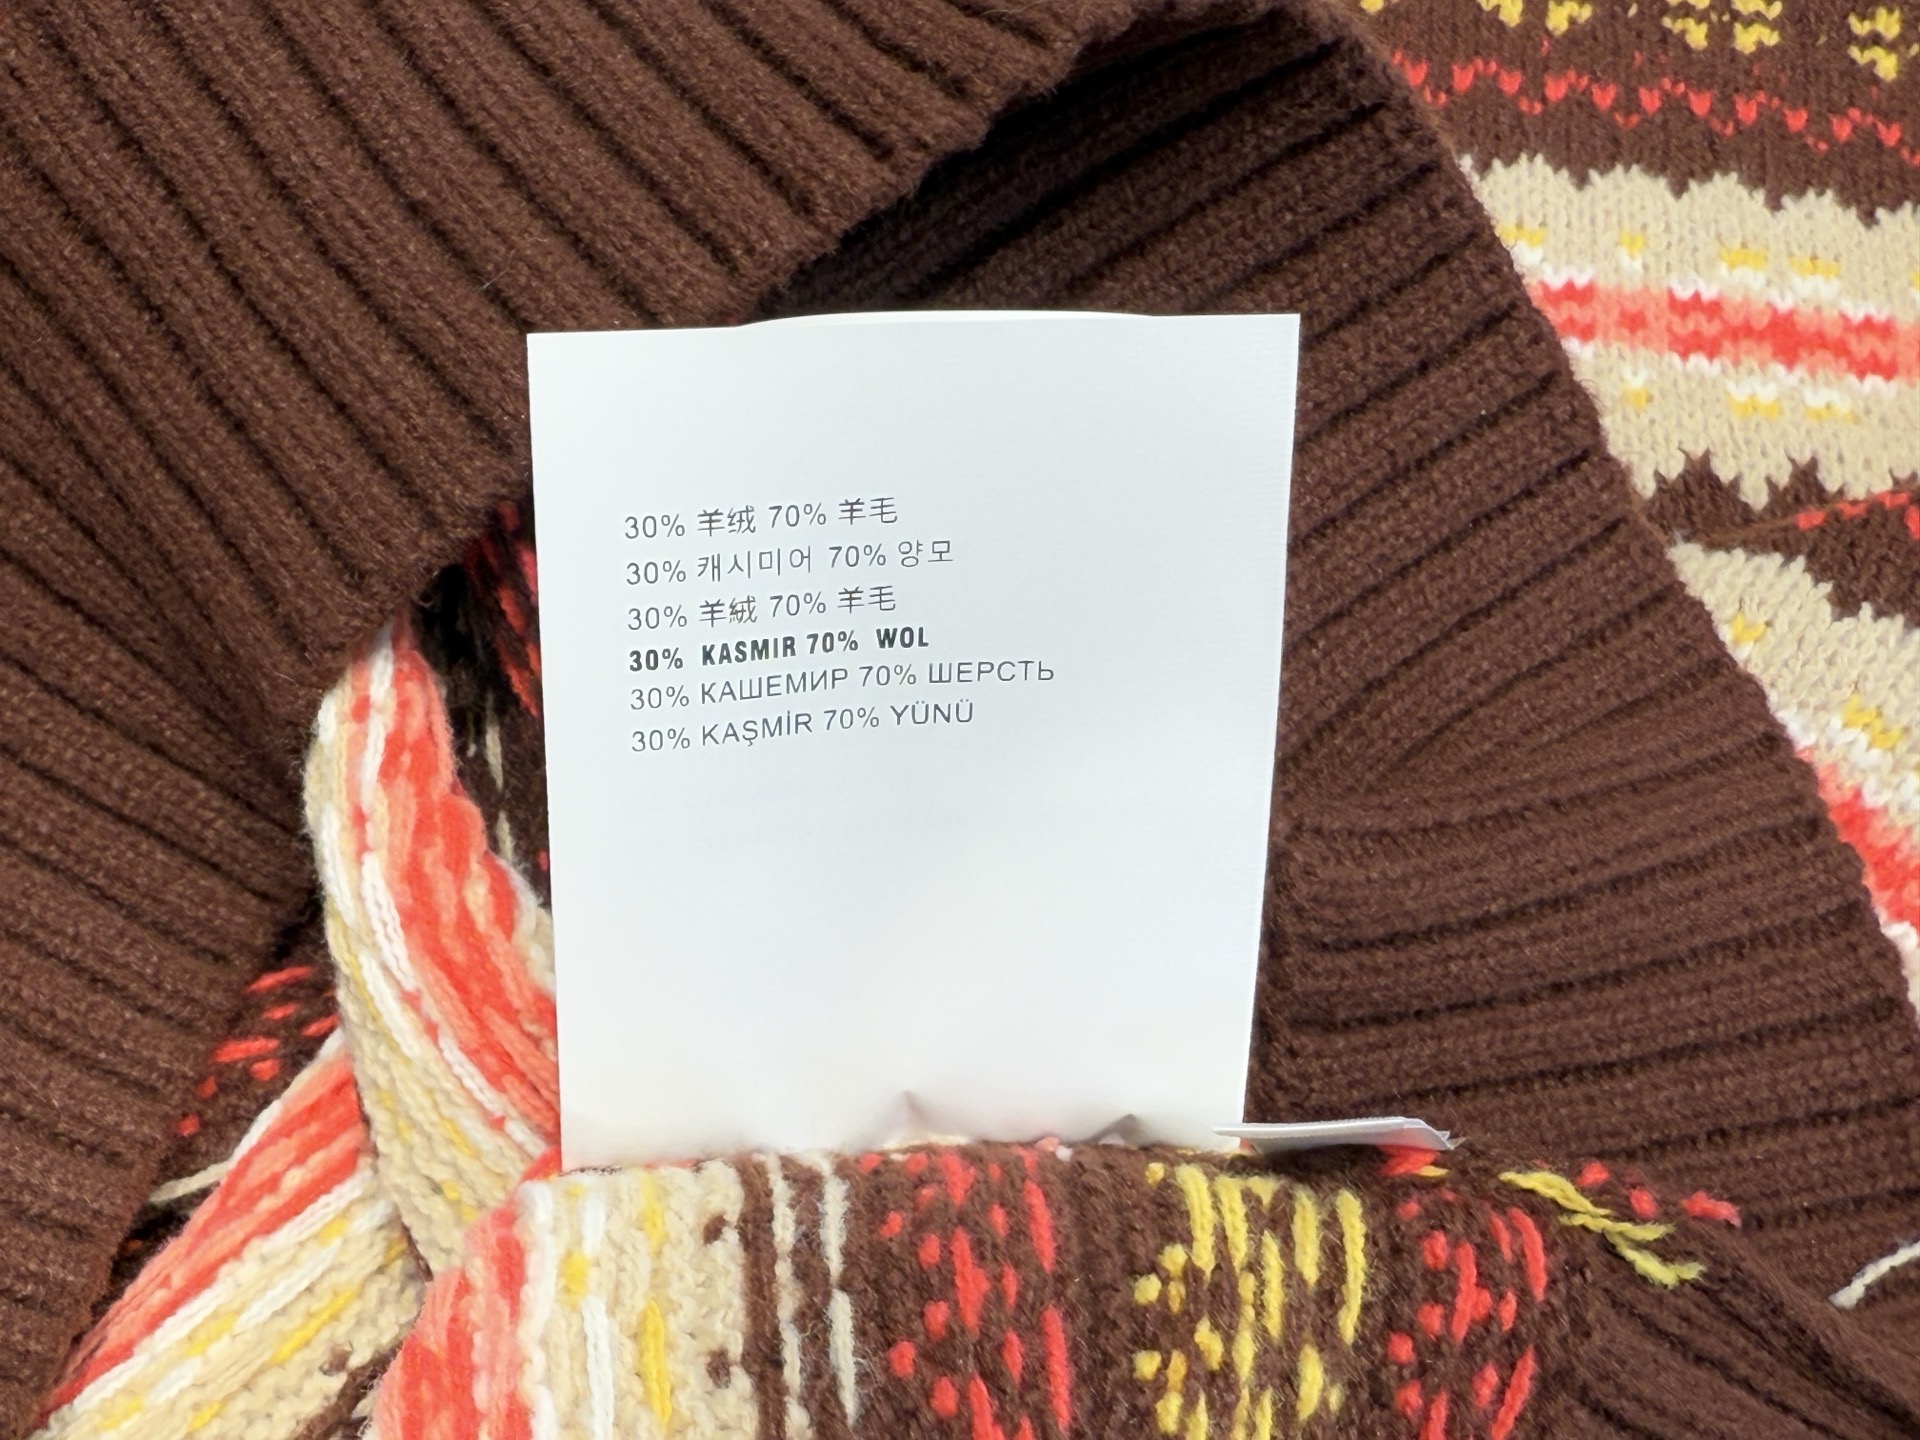 30% 羊绒 70% 羊毛
30% 캐시미어 70% 양모
30% 羊絨 70% 羊毛
30% KASMIR 70% WOL
30% КАШЕМИР 70% ШЕРСТЬ
30% KAŞMİR 70% YÜNÜ